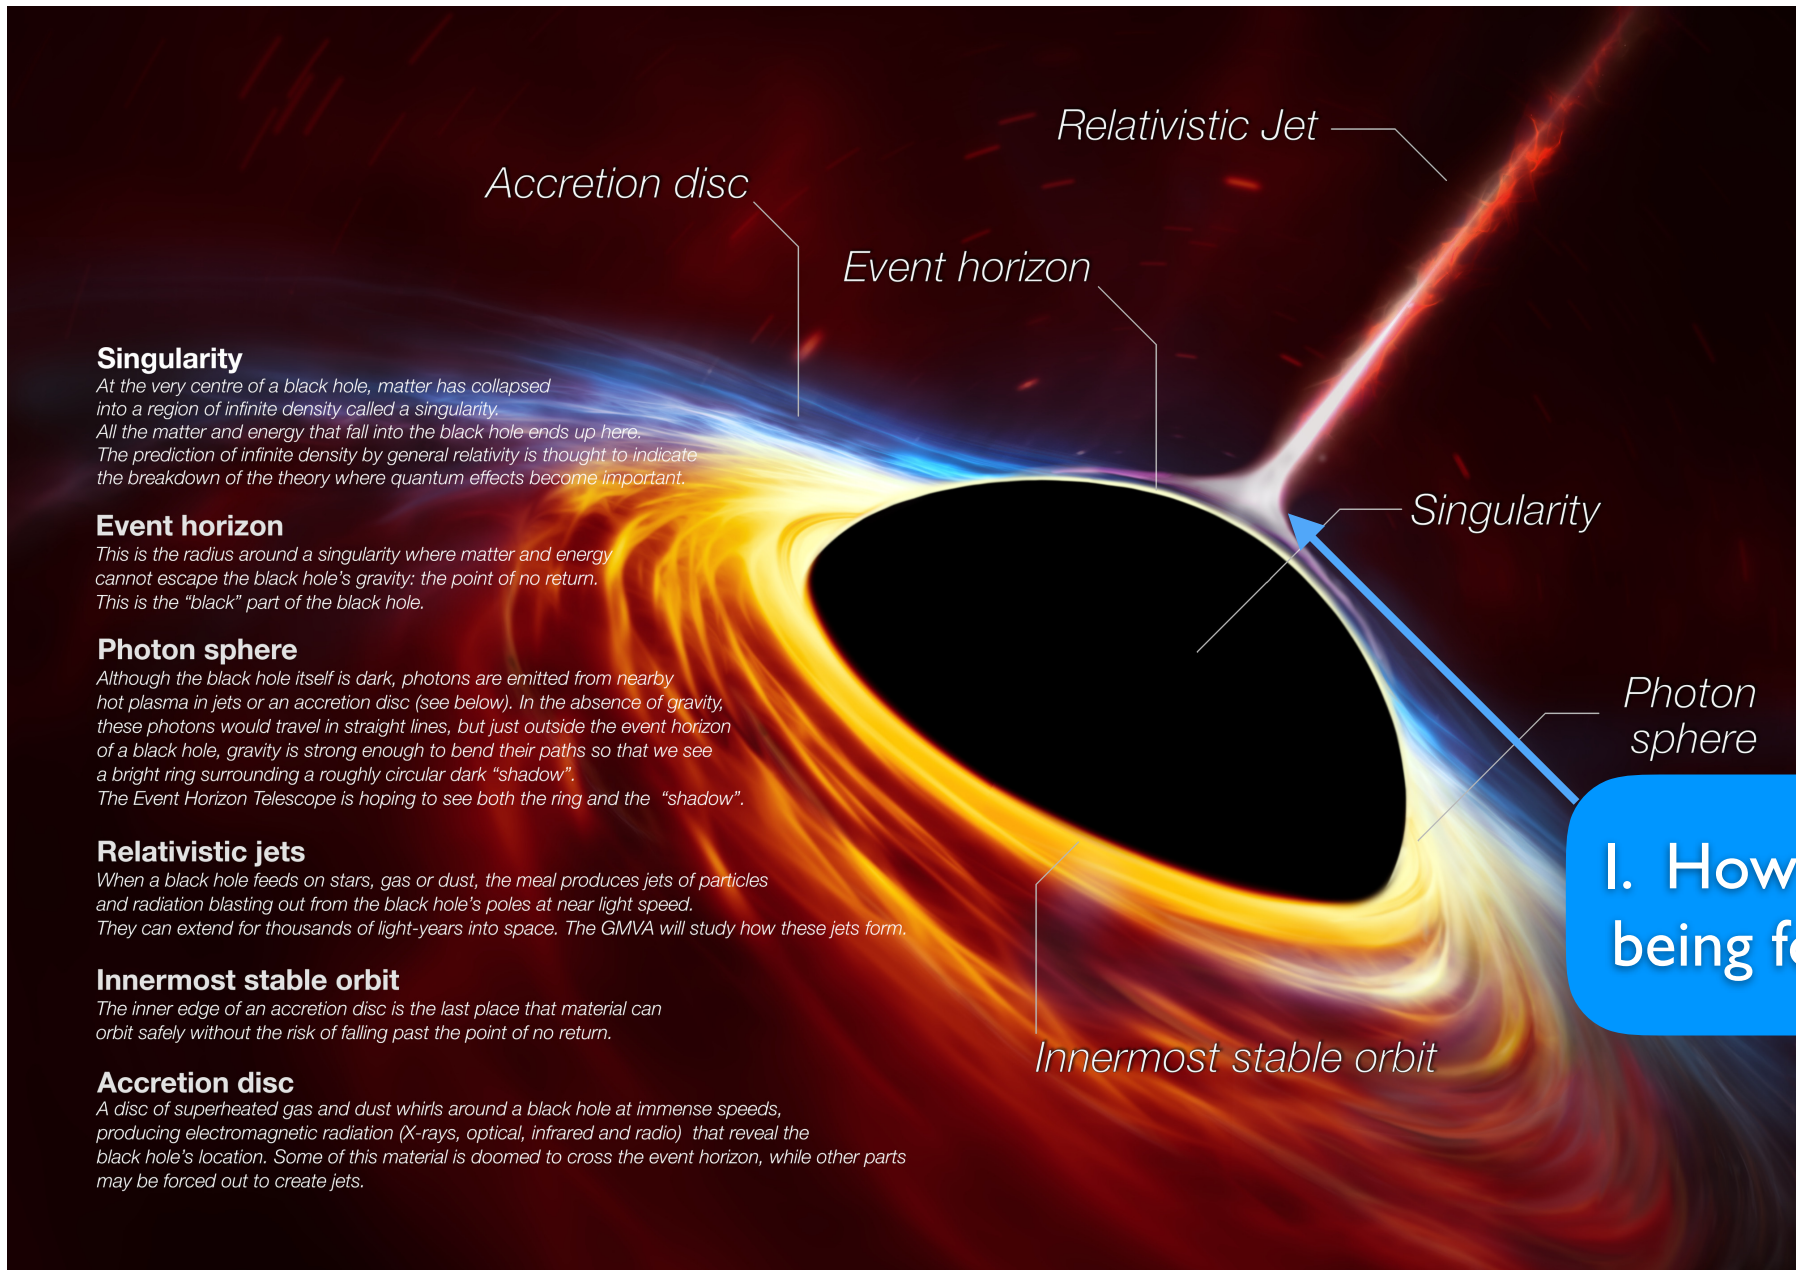 Relativistic Jet
Accretion disc
Event horizon
Singularity
At the very centre of a black hole, matter has collapsed
into a region of infinite density called a singularity.
All the matter and energy that fall into the black hole ends up here.
The prediction of infinite density by general relativity is thought to indicate
the breakdown of the theory where quantum effects become important.
Event horizon
This is the radius around a singularity where matter and energy
cannot escape the black hole's gravity: the point of no return.
This is the “black” part of the black hole.
Photon sphere
Although the black hole itself is dark, photons are emitted from nearby
hot plasma in jets or an accretion disc (see below). In the absence of gravity,
these photons would travel in straight lines, but just outside the event horizon
of a black hole, gravity is strong enough to bend their paths so that we see
a bright ring surrounding a roughly circular dark “shadow”.
The Event Horizon Telescope is hoping to see both the ring and the “shadow”.
Relativistic jets
When a black hole feeds on stars, gas or dust, the meal produces jets of particles
and radiation blasting out from the black hole's poles at near light speed.
They can extend for thousands of light-years into space. The GMVA will study how these jets form.
Innermost stable orbit
The inner edge of an accretion disc is the last place that material can
orbit safely without the risk of falling past the point of no return.
Accretion disc
A disc of superheated gas and dust whirls around a black hole at immense speeds,
producing electromagnetic radiation (X-rays, optical, infrared and radio) that reveal the
black hole's location. Some of this material is doomed to cross the event horizon, while other parts
may be forced out to create jets.
Singularity
Photon
sphere
1. How
being
Innermost stable orbit